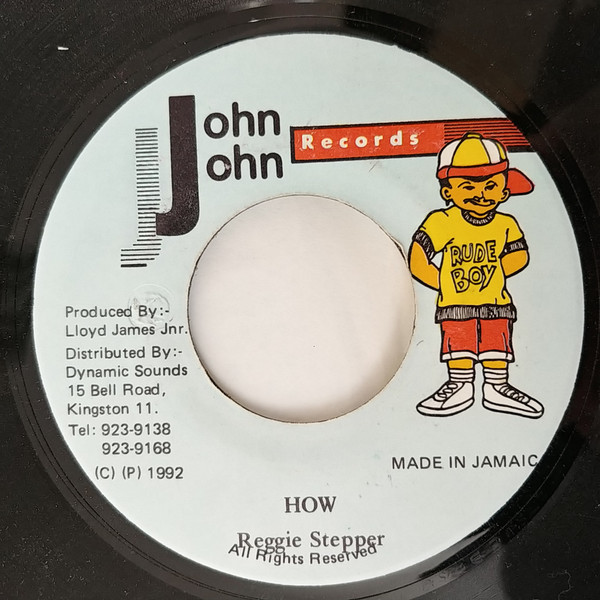 John
John
Records
RUDE
BOY
Produced By:-
Lloyd James Jnr.
Distributed By:-
Dynamic Sounds
15 Bell Road,
Kingston 11.
Tel: 923-9138
923-9168
(C) (P) 1992
MADE IN JAMAIC
HOW
Reggie Stepper
All Rights Reserved